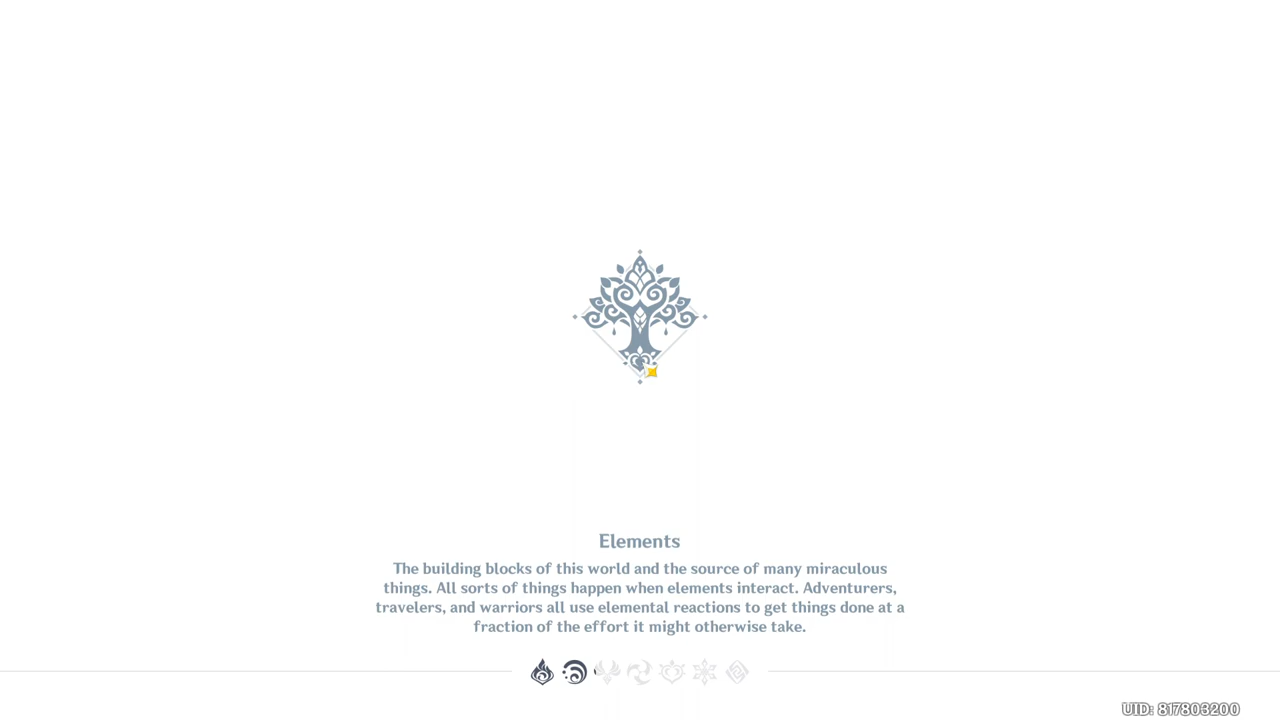 Elements
The building blocks of this world and the source of many miraculous
things. All sorts of things happen when elements interact. Adventurers,
travelers, and warriors all use elemental reactions to get things done at a
fraction of the effort it might otherwise take.
UID: 817803200